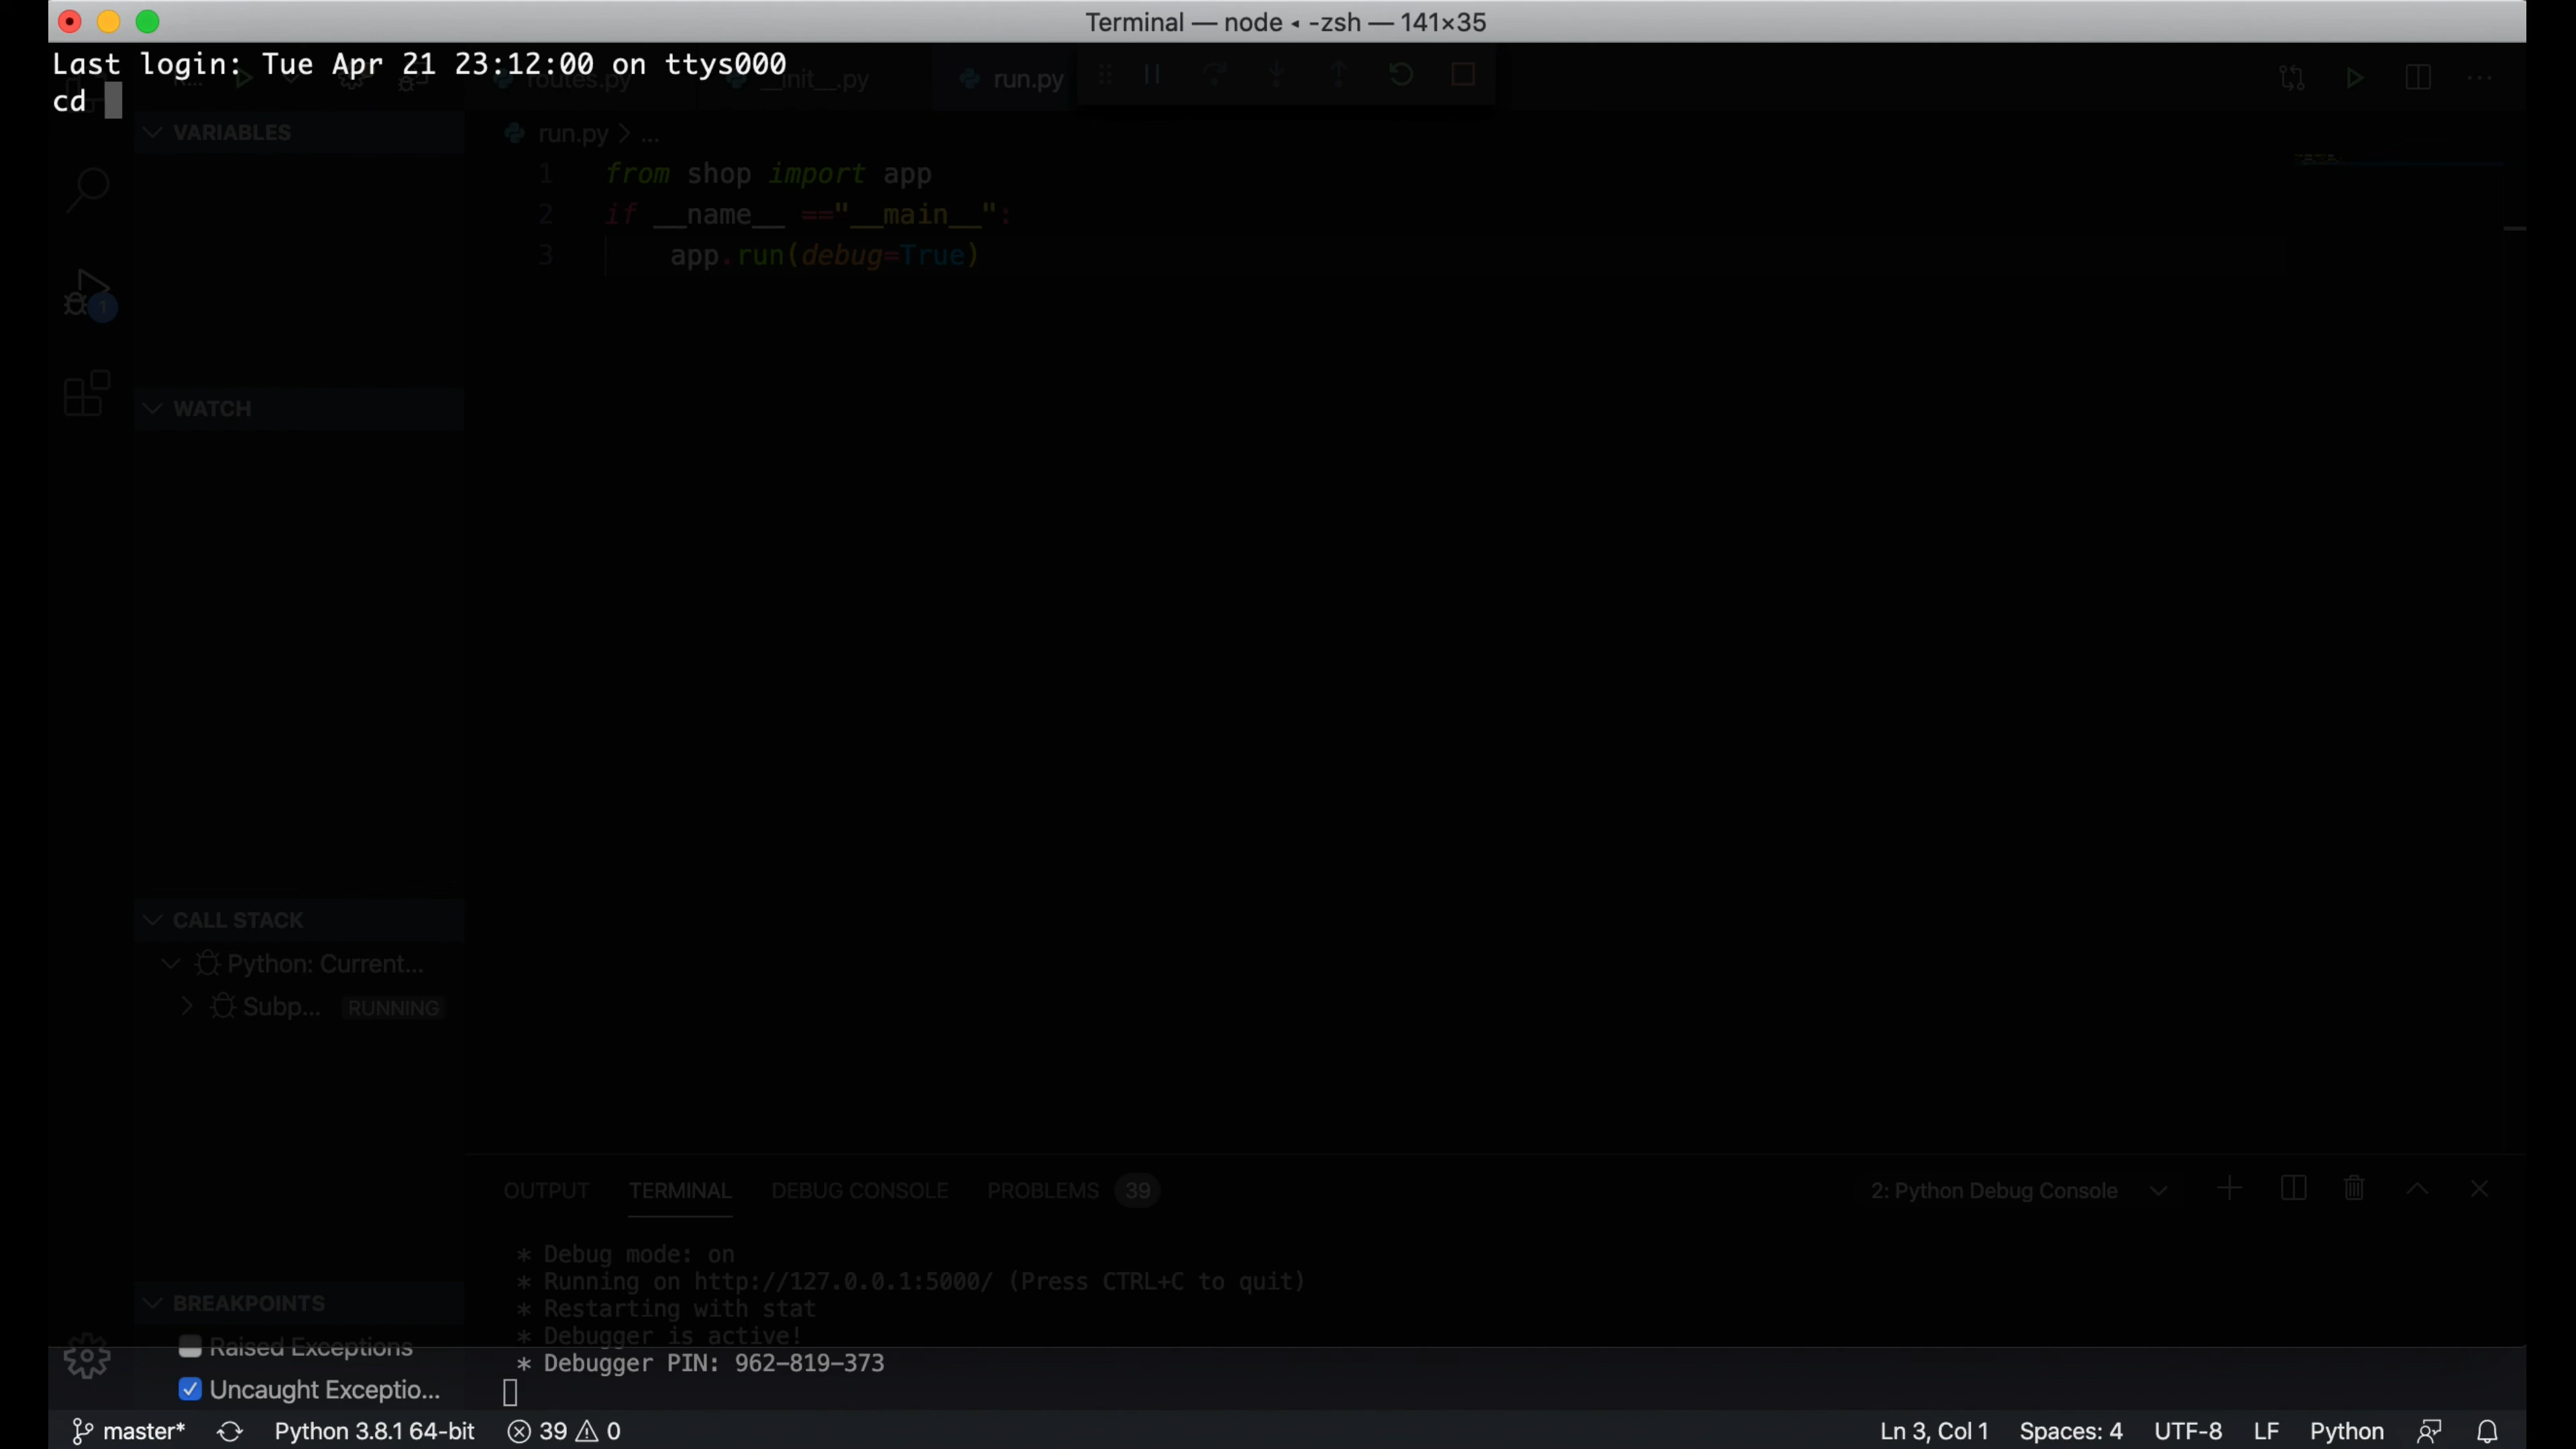 Terminal — node ◂ -zsh — 141×35
Last login: Tue Apr 21 23:12:00 on ttys000
cd
routes.py
__init__.py
run.py
VARIABLES
run.py > ...
1 from shop import app
2 if __name__ =="__main__":
3 app.run(debug=True)
1
WATCH
CALL STACK
Python: Current...
Subp... RUNNING
OUTPUT TERMINAL DEBUG CONSOLE PROBLEMS 39
2: Python Debug Console
* Debug mode: on
* Running on http://127.0.0.1:5000/ (Press CTRL+C to quit)
* Restarting with stat
* Debugger is active!
* Debugger PIN: 962-819-373
BREAKPOINTS
Raised Exceptions
Uncaught Exceptio...
master* Python 3.8.1 64-bit 39 0
Ln 3, Col 1 Spaces: 4 UTF-8 LF Python